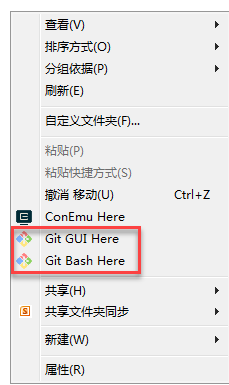 查看(V)
排序方式(O)
分组依据(P)
刷新(E)
自定义文件夹(F)...
粘贴(P)
粘贴快捷方式(S)
撤消 移动(U) Ctrl+Z
ConEmu Here
Git GUI Here
Git Bash Here
共享(H)
共享文件夹同步
新建(W)
属性(R)